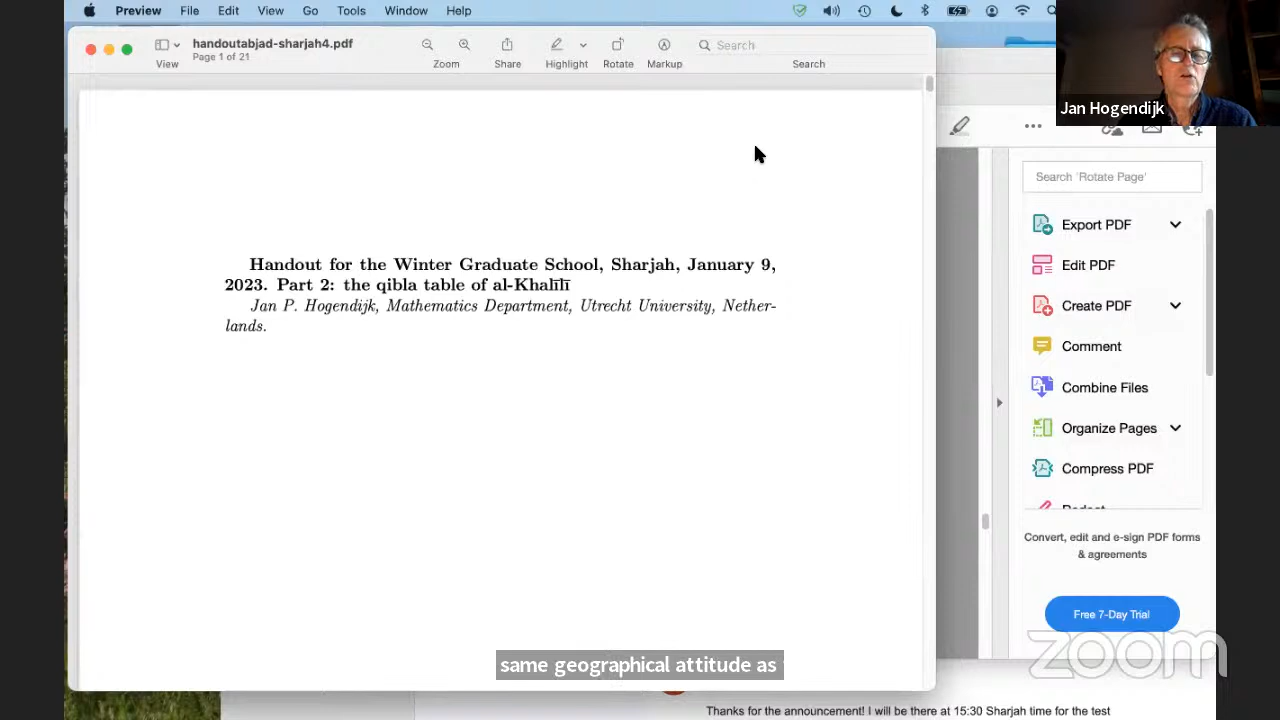 Preview File Edit View Go Tools Window Help
handoutabjad-sharjah4.pdf
Page 1 of 21
View Zoom Share Highlight Rotate Markup Search
Search
Jan Hogendijk
Handout for the Winter Graduate School, Sharjah, January 9,
2023. Part 2: the qibla table of al-Khalīlī
Jan P. Hogendijk, Mathematics Department, Utrecht University, Nether-
lands.
Search 'Rotate Page'
Export PDF
Edit PDF
Create PDF
Comment
Combine Files
Organize Pages
Compress PDF
Convert, edit and e-sign PDF forms
& agreements
Free 7-Day Trial
zoom
same geographical attitude as
Thanks for the announcement! I will be there at 15:30 Sharjah time for the test